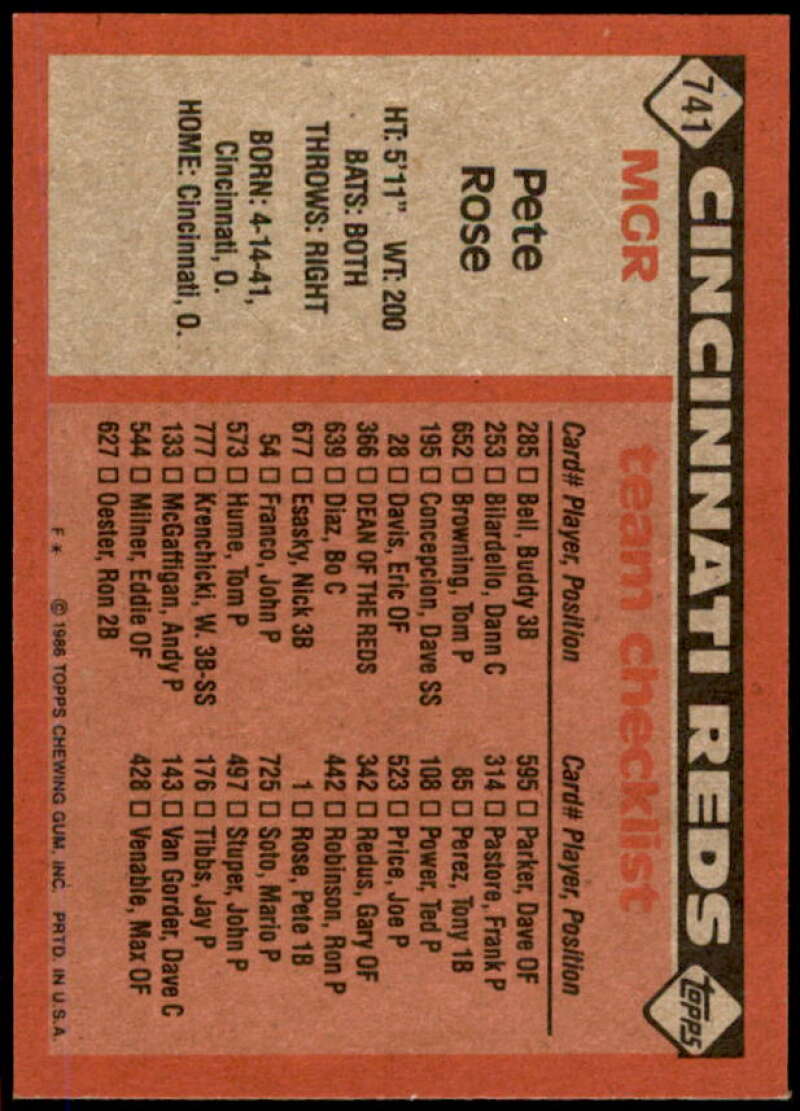 741 CINCINNATI REDS TOPPS
MGR
Pete
Rose
HT: 5'11" WT: 200
BATS: BOTH
THROWS: RIGHT
BORN: 4-14-41,
Cincinnati, O.
HOME: Cincinnati, O.
team checklist
Card# Player, Position
285 □ Bell, Buddy 3B
253 □ Bilardello, Dann C
652 □ Browning, Tom P
195 □ Concepcion, Dave SS
28 □ Davis, Eric OF
366 □ DEAN OF THE REDS
639 □ Diaz, Bo C
677 □ Esasky, Nick 3B
54 □ Franco, John P
573 □ Hume, Tom P
777 □ Krenchicki, W. 3B-SS
133 □ McGaffigan, Andy P
544 □ Milner, Eddie OF
627 □ Oester, Ron 2B
Card# Player, Position
595 □ Parker, Dave OF
314 □ Pastore, Frank P
85 □ Perez, Tony 1B
108 □ Power, Ted P
523 □ Price, Joe P
342 □ Redus, Gary OF
442 □ Robinson, Ron P
1 □ Rose, Pete 1B
725 □ Soto, Mario P
497 □ Stuper, John P
176 □ Tibbs, Jay P
143 □ Van Gorder, Dave C
428 □ Venable, Max OF
F* © 1986 TOPPS CHEWING GUM, INC. PRTD. IN U.S.A.